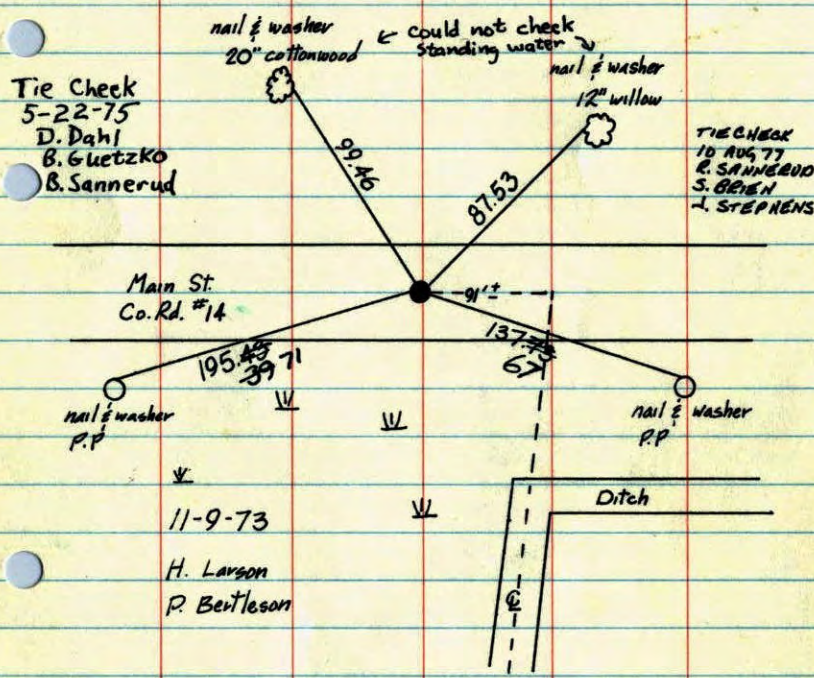 nail & washer
20" cottonwood
← could not check
standing water
nail & washer
12" willow
Tie Check
5-22-75
D. Dahl
B. Guetzko
B. Sannerud
TIE CHECK
10 AUG 77
R. SANNERUD
S. BRIEN
J. STEPHENS
99.46
87.53
Main St.
Co. Rd. #14
91'±
195.43
39 71
137.73
67
nail & washer
P.P
nail & washer
P.P
11-9-73
H. Larson
P. Bertleson
Ditch
℄